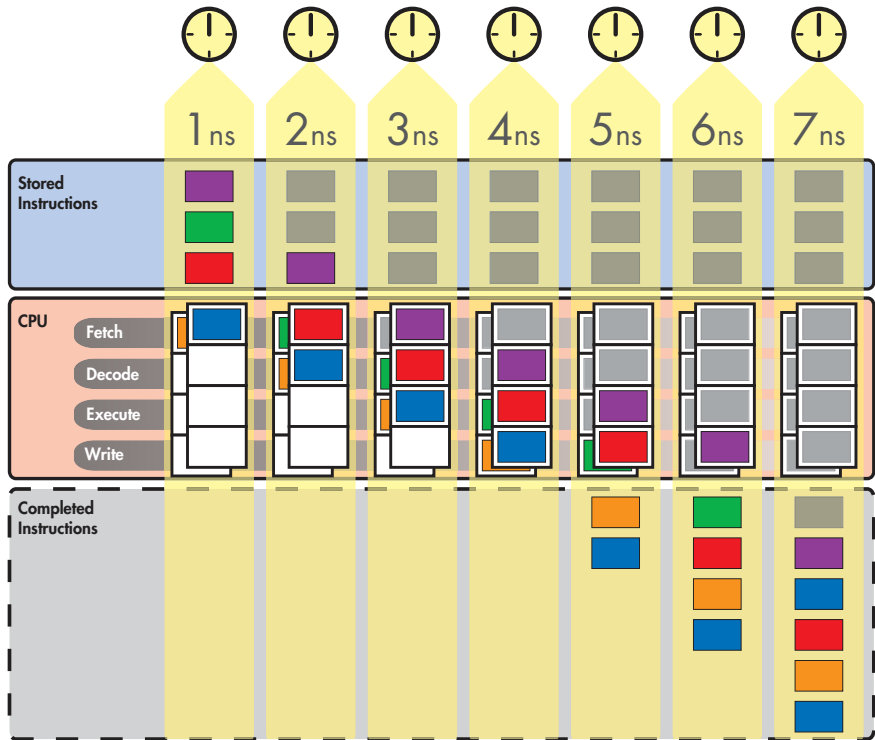 1ns 2ns 3ns 4ns 5ns 6ns 7ns
Stored
Instructions
CPU
Fetch
Decode
Execute
Write
Completed
Instructions